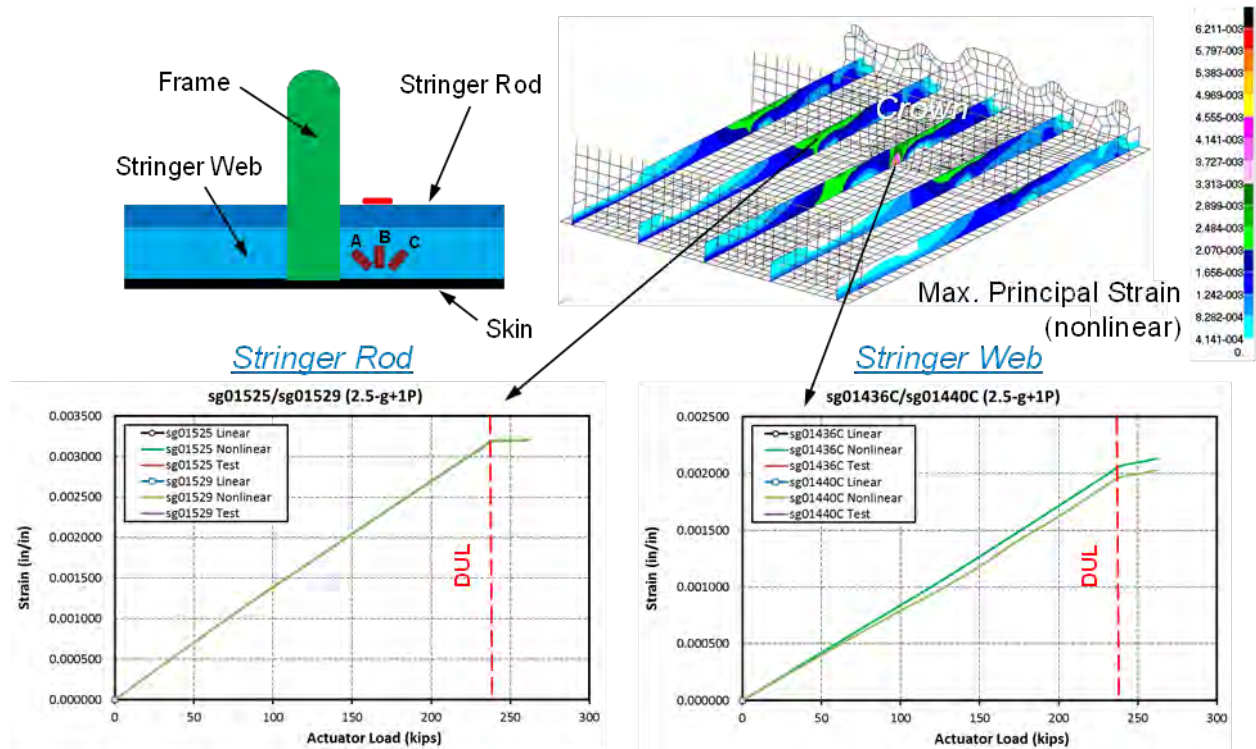 Frame
Stringer Rod
Stringer Web
A B C
Skin
Crown
Max. Principal Strain
(nonlinear)
6.211-003
5.797-003
5.383-003
4.969-003
4.555-003
4.141-003
3.727-003
3.313-003
2.899-003
2.484-003
2.070-003
1.656-003
1.242-003
8.282-004
4.141-004
0.
Stringer Rod
sg01525/sg01529 (2.5-g+1P)
0.003500
0.003000
0.002500
0.002000
0.001500
0.001000
0.000500
0.000000
Strain (in/in)
sg01525 Linear
sg01525 Nonlinear
sg01525 Test
sg01529 Linear
sg01529 Nonlinear
sg01529 Test
DUL
0 50 100 150 200 250 300
Actuator Load (kips)
Stringer Web
sg01436C/sg01440C (2.5-g+1P)
0.002500
0.002000
0.001500
0.001000
0.000500
0.000000
Strain (in/in)
sg01436C Linear
sg01436C Nonlinear
sg01436C Test
sg01440C Linear
sg01440C Nonlinear
sg01440C Test
DUL
0 50 100 150 200 250 300
Actuator Load (kips)